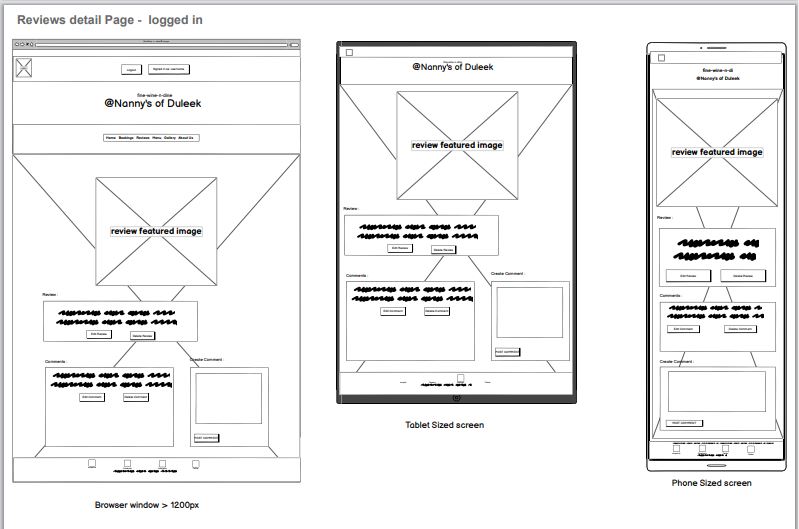 Reviews detail Page - logged in
Logout
Signed in as: username
fine-wine-n-dine
@Nanny's of Duleek
Home Bookings Reviews Menu Gallery About Us
review featured image
Review :
Edit Review
Delete Review
Comments :
Create Comment :
Edit Comment
Delete Comment
POST COMMENT
Browser window > 1200px
@Nanny's of Duleek
review featured image
Review :
Edit Review
Delete Review
Comments :
Create Comment :
Edit Comment
Delete Comment
POST COMMENT
Tablet Sized screen
fine-wine-n-di
@Nanny's of Duleek
review featured image
Review :
Edit Review
Delete Review
Comments :
Edit Comment
Delete Comment
Create Comment :
POST COMMENT
Phone Sized screen